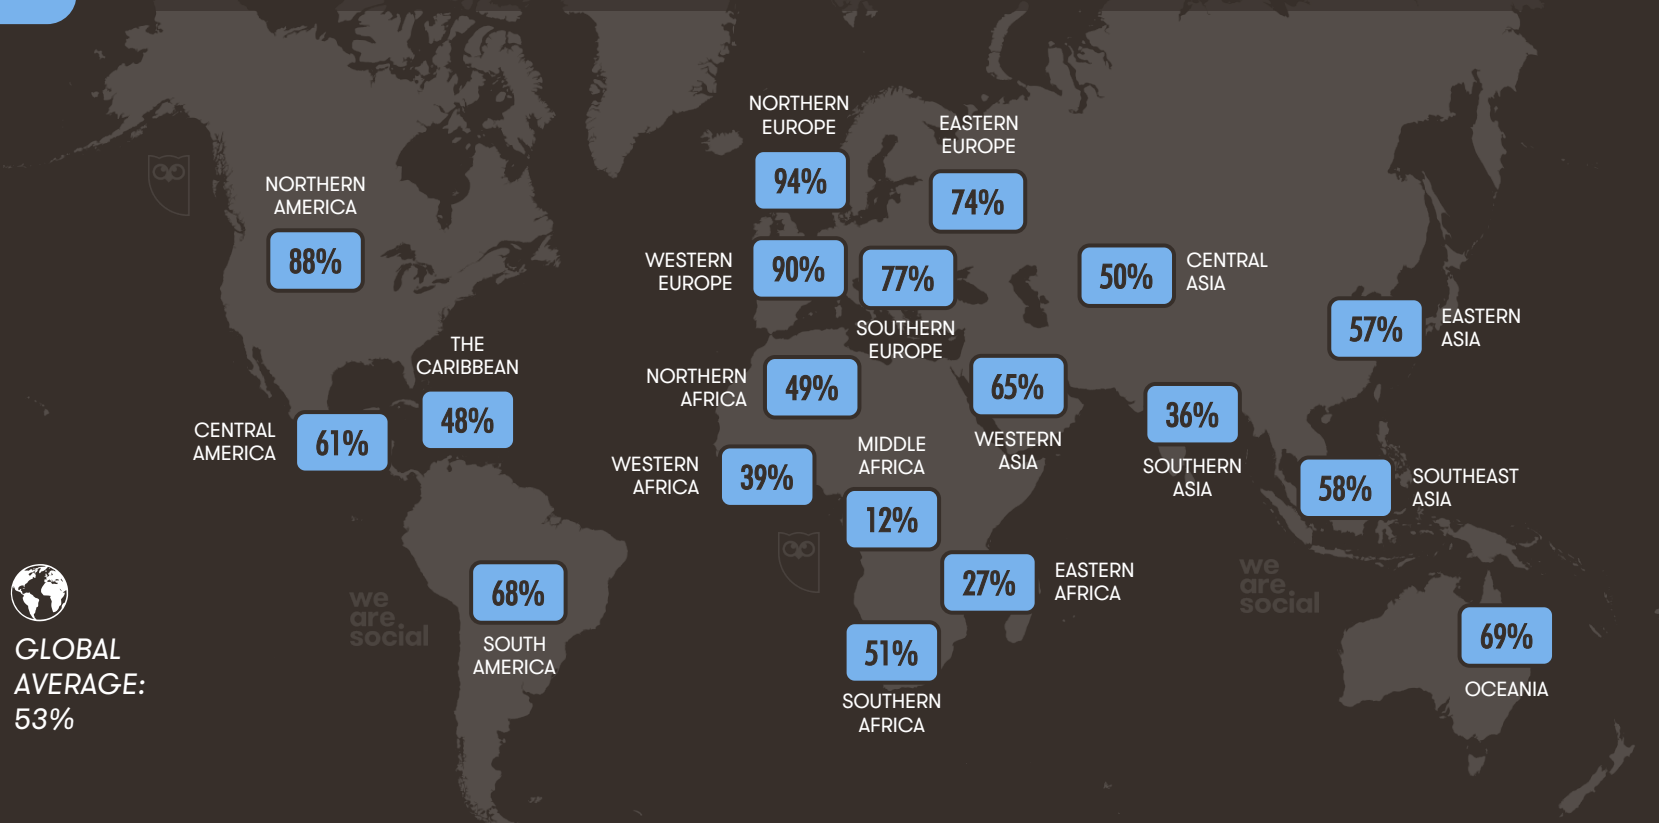 NORTHERN
EUROPE
94%
EASTERN
EUROPE
74%
NORTHERN
AMERICA
88%
WESTERN
EUROPE
90%
77%
SOUTHERN
EUROPE
50%
CENTRAL
ASIA
57%
EASTERN
ASIA
THE
CARIBBEAN
48%
NORTHERN
AFRICA
49%
65%
WESTERN
ASIA
36%
SOUTHERN
ASIA
CENTRAL
AMERICA
61%
WESTERN
AFRICA
39%
MIDDLE
AFRICA
12%
58%
SOUTHEAST
ASIA
27%
EASTERN
AFRICA
68%
SOUTH
AMERICA
51%
SOUTHERN
AFRICA
69%
OCEANIA
we
are
social
we
are
social
GLOBAL
AVERAGE:
53%